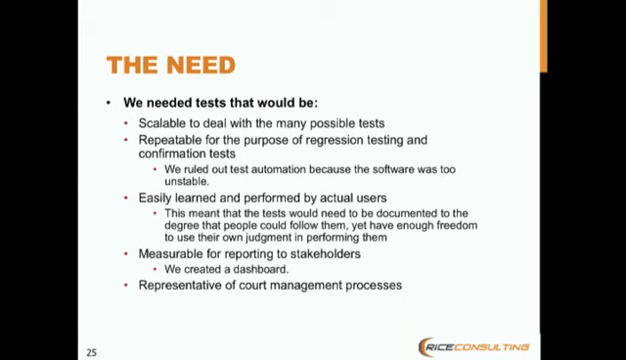 THE NEED
• We needed tests that would be:
• Scalable to deal with the many possible tests
• Repeatable for the purpose of regression testing and
confirmation tests
• We ruled out test automation because the software was too
unstable.
• Easily learned and performed by actual users
• This meant that the tests would need to be documented to the
degree that people could follow them, yet have enough freedom
to use their own judgment in performing them
• Measurable for reporting to stakeholders
• We created a dashboard.
• Representative of court management processes
25
RICECONSULTING